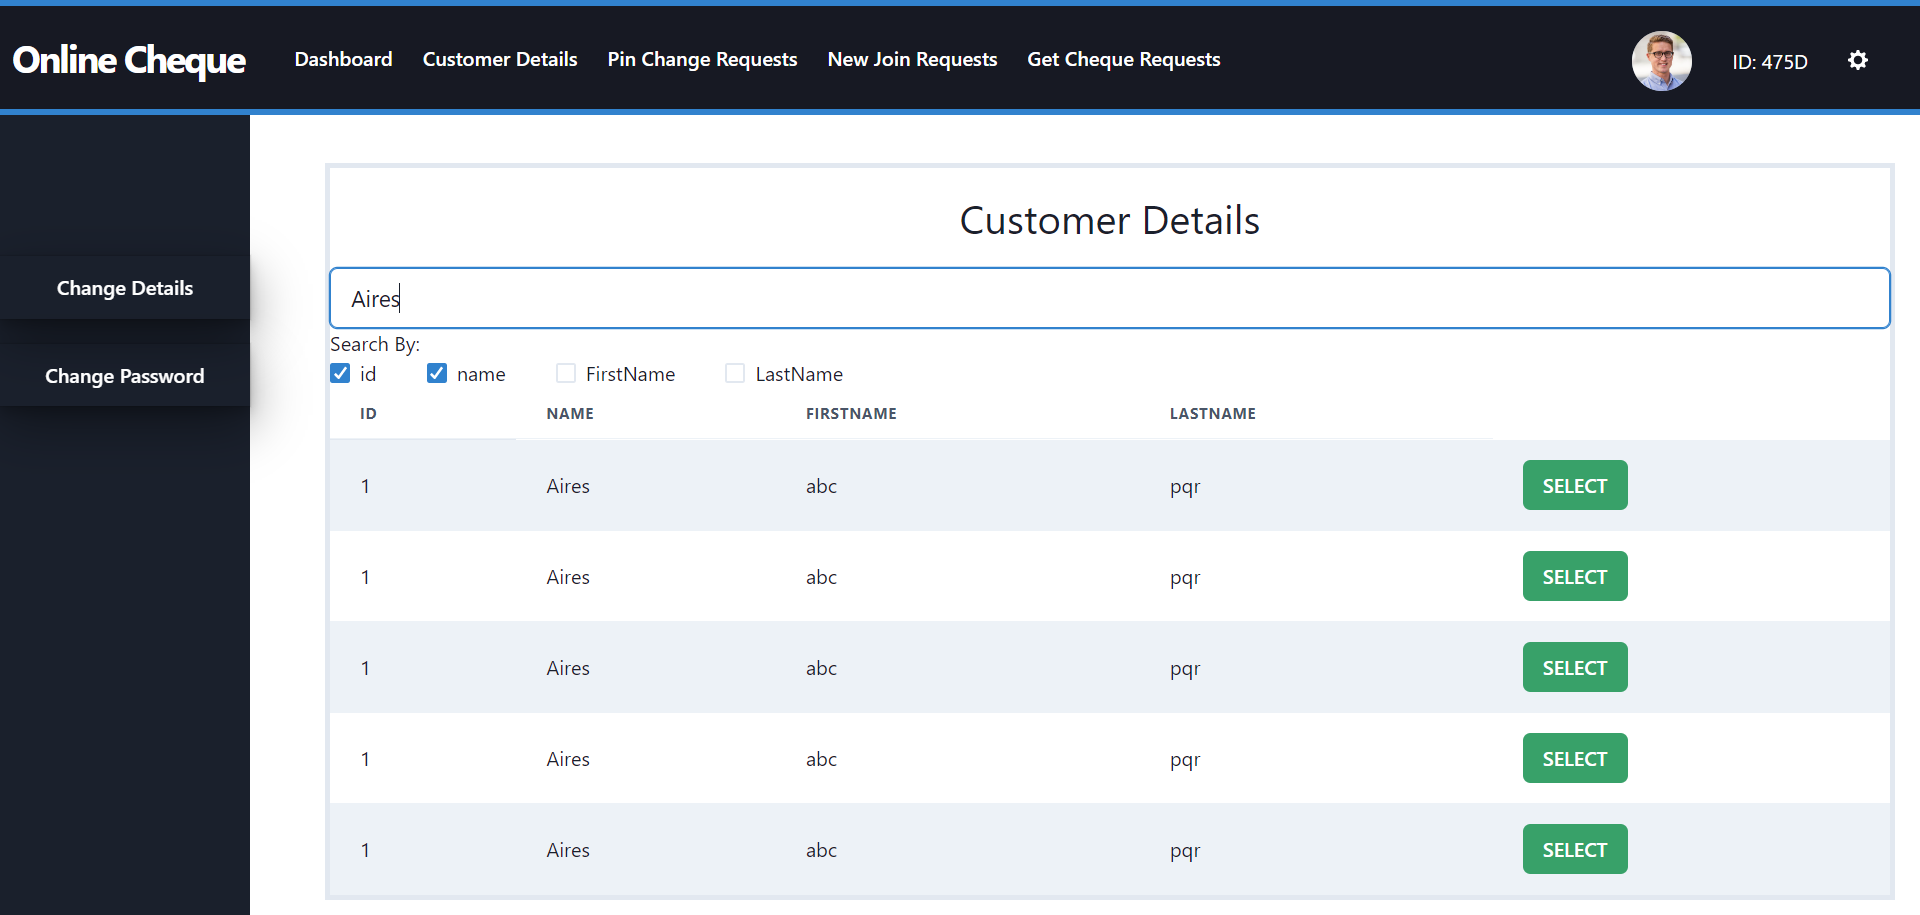 Online Cheque Dashboard Customer Details Pin Change Requests New Join Requests Get Cheque Requests ID: 475D
Change Details
Change Password
Customer Details
Aires
Search By:
id name FirstName LastName
ID NAME FIRSTNAME LASTNAME
1 Aires abc pqr SELECT
1 Aires abc pqr SELECT
1 Aires abc pqr SELECT
1 Aires abc pqr SELECT
1 Aires abc pqr SELECT